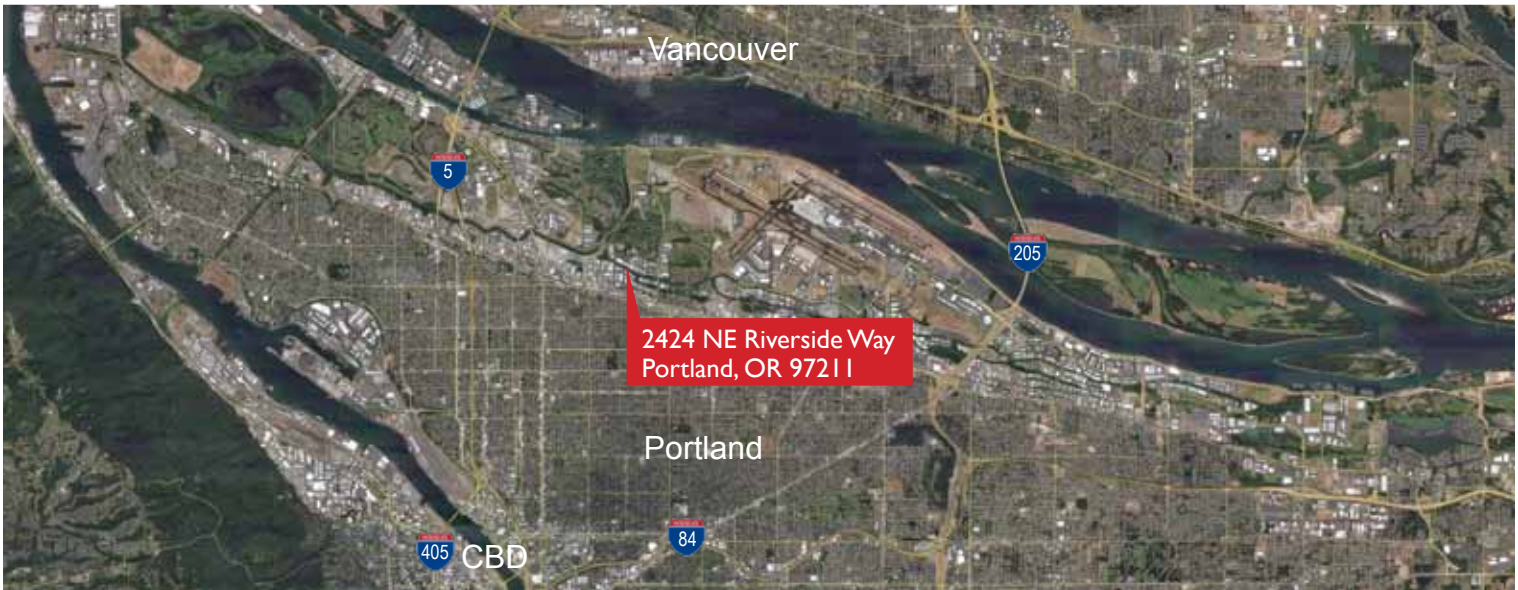 Vancouver
5
205
2424 NE Riverside Way
Portland, OR 97211
Portland
84
405
CBD